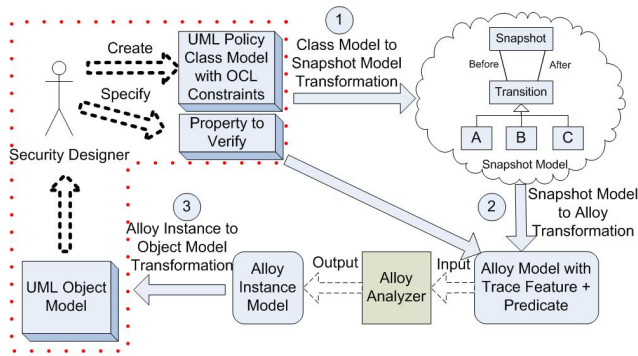 1
Create
UML Policy
Class Model
with OCL
Constraints
Class Model to
Snapshot Model
Transformation
Snapshot
Before
After
Transition
A
B
C
Snapshot Model
Specify
Property to
Verify
Security Designer
2
Snapshot Model
to Alloy
Transformation
3
Alloy Instance to
Object Model
Transformation
UML Object
Model
Alloy
Instance
Model
Output
Alloy
Analyzer
Input
Alloy Model with
Trace Feature +
Predicate